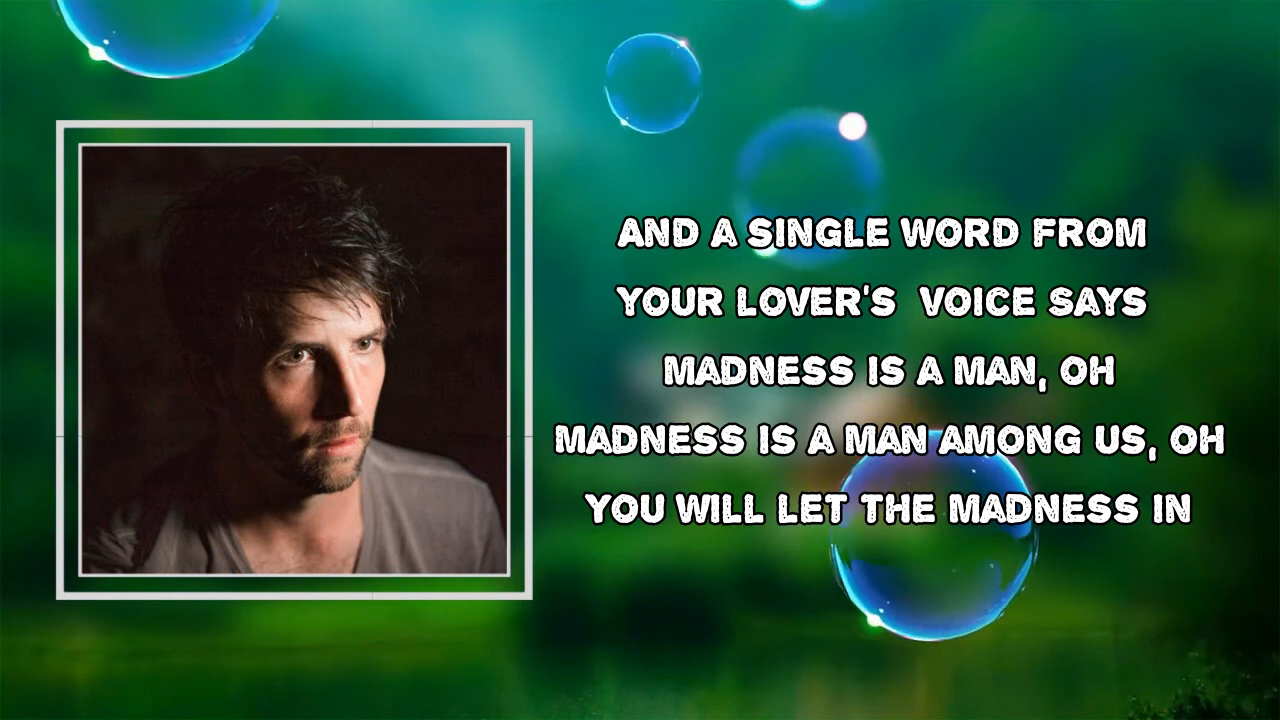 AND A SINGLE WORD FROM
YOUR LOVER'S VOICE SAYS
MADNESS IS A MAN, OH
MADNESS IS A MAN AMONG US, OH
YOU WILL LET THE MADNESS IN